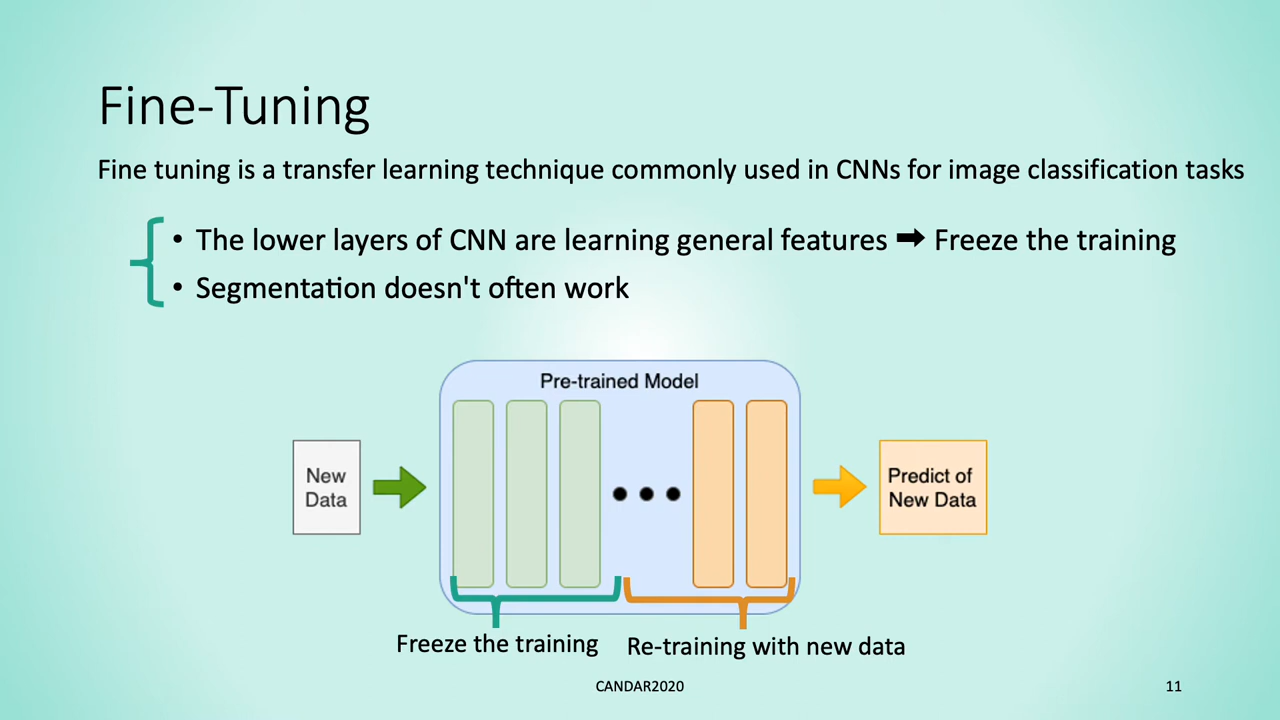 Fine-Tuning
Fine tuning is a transfer learning technique commonly used in CNNs for image classification tasks
• The lower layers of CNN are learning general features ➡ Freeze the training
• Segmentation doesn't often work
Pre-trained Model
New
Data
Predict of
New Data
Freeze the training
Re-training with new data
CANDAR2020
11